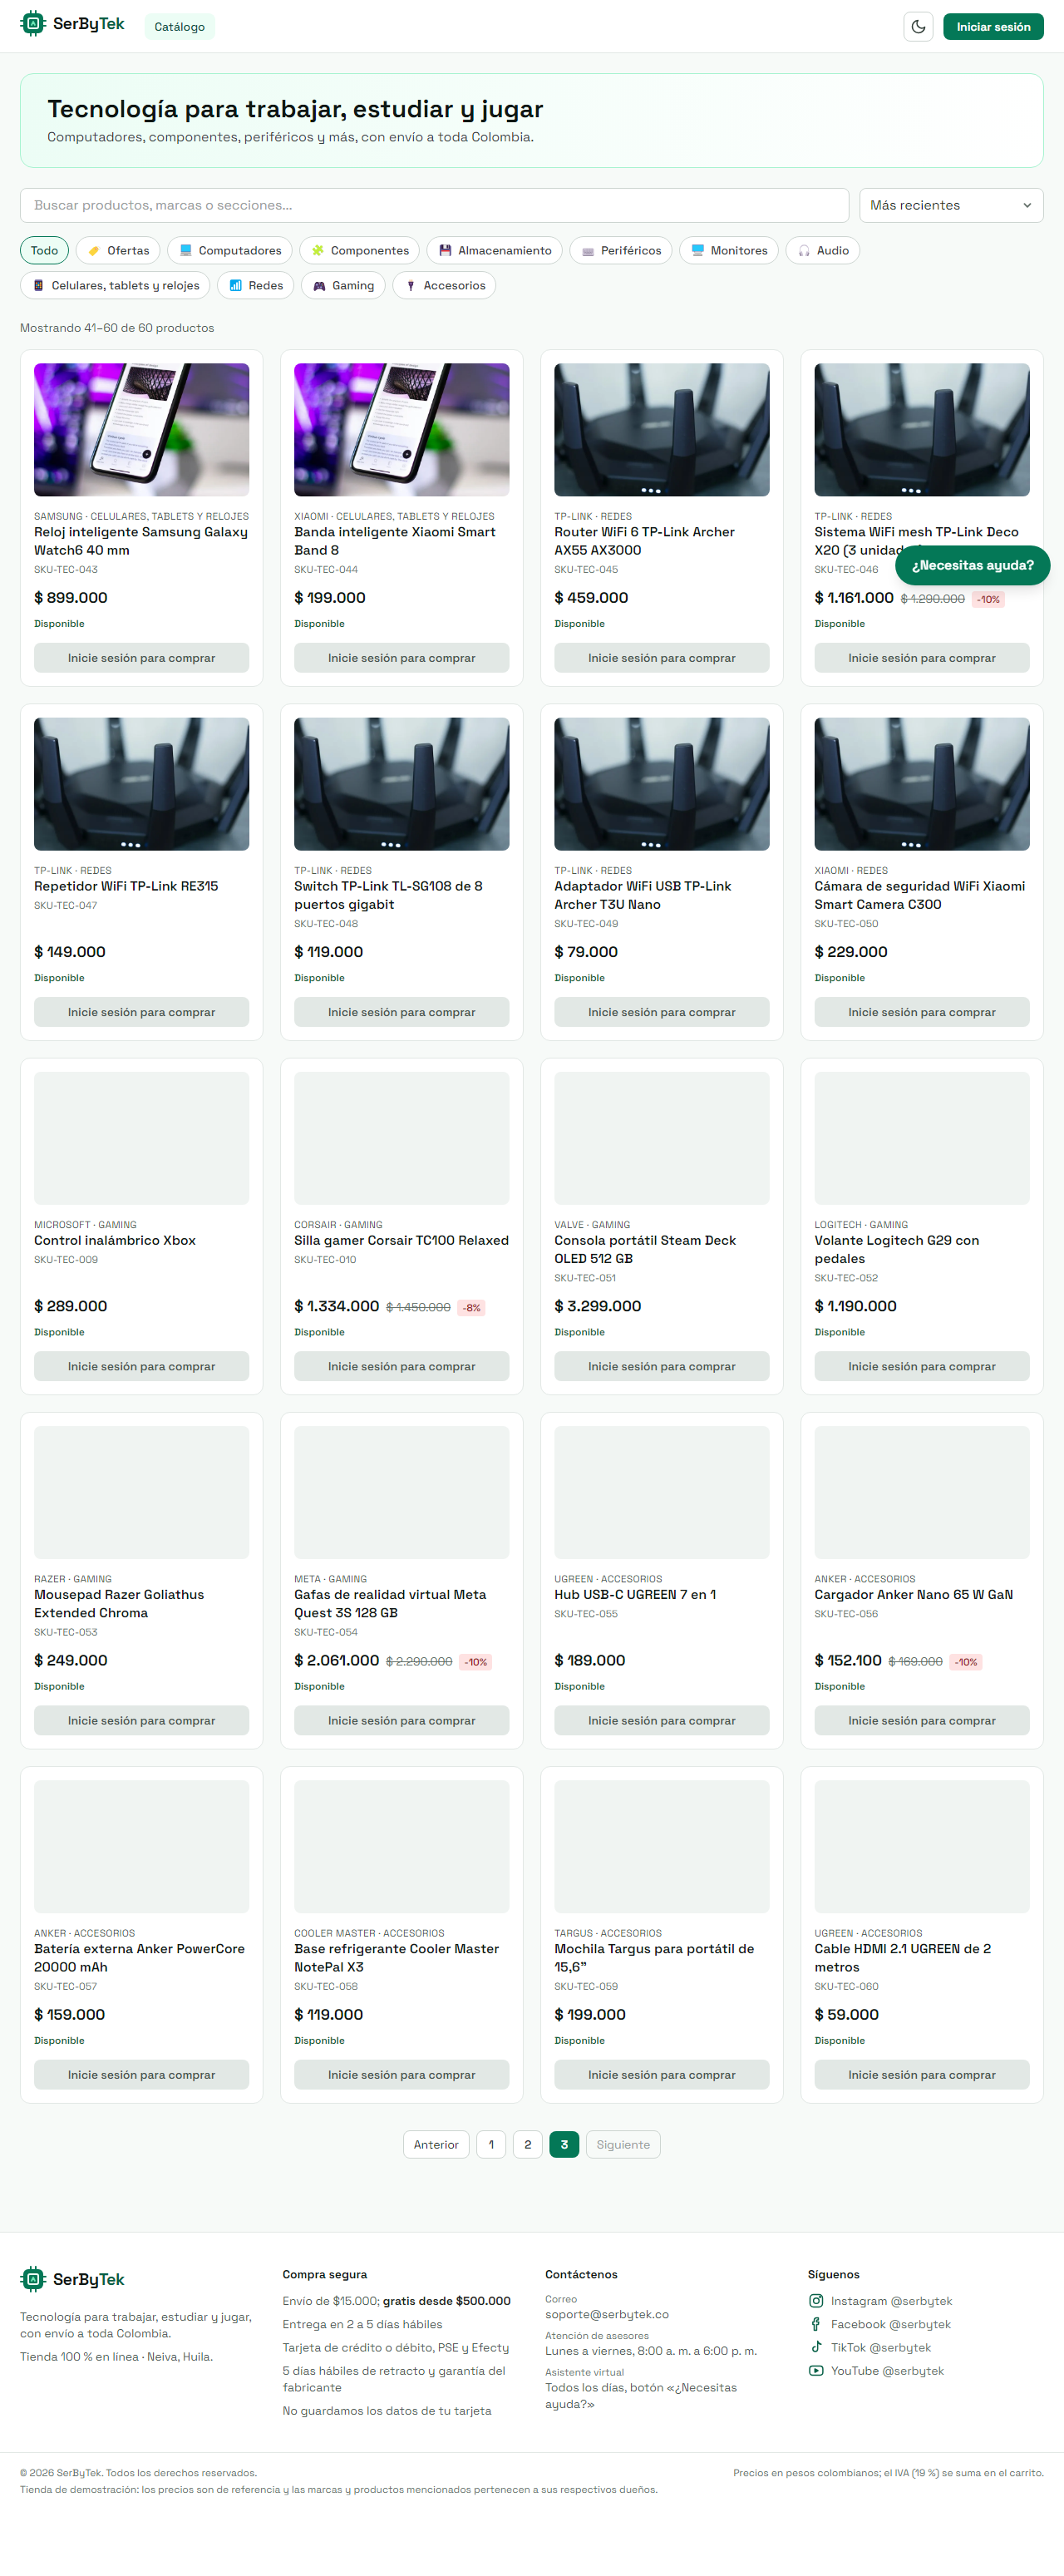 SerByTek
Catálogo
Iniciar sesión
Tecnología para trabajar, estudiar y jugar
Computadores, componentes, periféricos y más, con envío a toda Colombia.
Buscar productos, marcas o secciones...
Más recientes
Todo
Ofertas
Computadores
Componentes
Almacenamiento
Periféricos
Monitores
Audio
Celulares, tablets y relojes
Redes
Gaming
Accesorios
Mostrando 41–60 de 60 productos
SAMSUNG · CELULARES, TABLETS Y RELOJES
Reloj inteligente Samsung Galaxy
Watch6 40 mm
SKU-TEC-043
$ 899.000
Disponible
Inicie sesión para comprar
XIAOMI · CELULARES, TABLETS Y RELOJES
Banda inteligente Xiaomi Smart
Band 8
SKU-TEC-044
$ 199.000
Disponible
Inicie sesión para comprar
TP-LINK · REDES
Router WiFi 6 TP-Link Archer
AX55 AX3000
SKU-TEC-045
$ 459.000
Disponible
Inicie sesión para comprar
TP-LINK · REDES
Sistema WiFi mesh TP-Link Deco
X20 (3
SKU-TEC-046
¿Necesitas ayuda?
$ 1.161.000 $ 1.290.000 -10%
Disponible
Inicie sesión para comprar
TP-LINK · REDES
Repetidor WiFi TP-Link RE315
SKU-TEC-047
$ 149.000
Disponible
Inicie sesión para comprar
TP-LINK · REDES
Switch TP-Link TL-SG108 de 8
puertos gigabit
SKU-TEC-048
$ 119.000
Disponible
Inicie sesión para comprar
TP-LINK · REDES
Adaptador WiFi USB TP-Link
Archer T3U Nano
SKU-TEC-049
$ 79.000
Disponible
Inicie sesión para comprar
XIAOMI · REDES
Cámara de seguridad WiFi Xiaomi
Smart Camera C300
SKU-TEC-050
$ 229.000
Disponible
Inicie sesión para comprar
MICROSOFT · GAMING
Control inalámbrico Xbox
SKU-TEC-009
$ 289.000
Disponible
Inicie sesión para comprar
CORSAIR · GAMING
Silla gamer Corsair TC100 Relaxed
SKU-TEC-010
$ 1.334.000 $ 1.450.000 -8%
Disponible
Inicie sesión para comprar
VALVE · GAMING
Consola portátil Steam Deck
OLED 512 GB
SKU-TEC-051
$ 3.299.000
Disponible
Inicie sesión para comprar
LOGITECH · GAMING
Volante Logitech G29 con
pedales
SKU-TEC-052
$ 1.190.000
Disponible
Inicie sesión para comprar
RAZER · GAMING
Mousepad Razer Goliathus
Extended Chroma
SKU-TEC-053
$ 249.000
Disponible
Inicie sesión para comprar
META · GAMING
Gafas de realidad virtual Meta
Quest 3S 128 GB
SKU-TEC-054
$ 2.061.000 $ 2.290.000 -10%
Disponible
Inicie sesión para comprar
UGREEN · ACCESORIOS
Hub USB-C UGREEN 7 en 1
SKU-TEC-055
$ 189.000
Disponible
Inicie sesión para comprar
ANKER · ACCESORIOS
Cargador Anker Nano 65 W GaN
SKU-TEC-056
$ 152.100 $ 169.000 -10%
Disponible
Inicie sesión para comprar
ANKER · ACCESORIOS
Batería externa Anker PowerCore
20000 mAh
SKU-TEC-057
$ 159.000
Disponible
Inicie sesión para comprar
COOLER MASTER · ACCESORIOS
Base refrigerante Cooler Master
NotePal X3
SKU-TEC-058
$ 119.000
Disponible
Inicie sesión para comprar
TARGUS · ACCESORIOS
Mochila Targus para portátil de
15,6"
SKU-TEC-059
$ 199.000
Disponible
Inicie sesión para comprar
UGREEN · ACCESORIOS
Cable HDMI 2.1 UGREEN de 2
metros
SKU-TEC-060
$ 59.000
Disponible
Inicie sesión para comprar
Anterior
1
2
3
Siguiente
SerByTek
Tecnología para trabajar, estudiar y jugar,
con envío a toda Colombia.
Tienda 100 % en línea · Neiva, Huila.
Compra segura
Envío de $15.000; gratis desde $500.000
Entrega en 2 a 5 días hábiles
Tarjeta de crédito o débito, PSE y Efecty
5 días hábiles de retracto y garantía del
fabricante
No guardamos los datos de tu tarjeta
Contáctenos
Correo
soporte@serbytek.co
Atención de asesores
Lunes a viernes, 8:00 a. m. a 6:00 p. m.
Asistente virtual
Todos los días, botón «¿Necesitas
ayuda?»
Síguenos
Instagram @serbytek
Facebook @serbytek
TikTok @serbytek
YouTube @serbytek
© 2026 SerByTek. Todos los derechos reservados.
Precios en pesos colombianos; el IVA (19 %) se suma en el carrito.
Tienda de demostración: los precios son de referencia y las marcas y productos mencionados pertenecen a sus respectivos dueños.